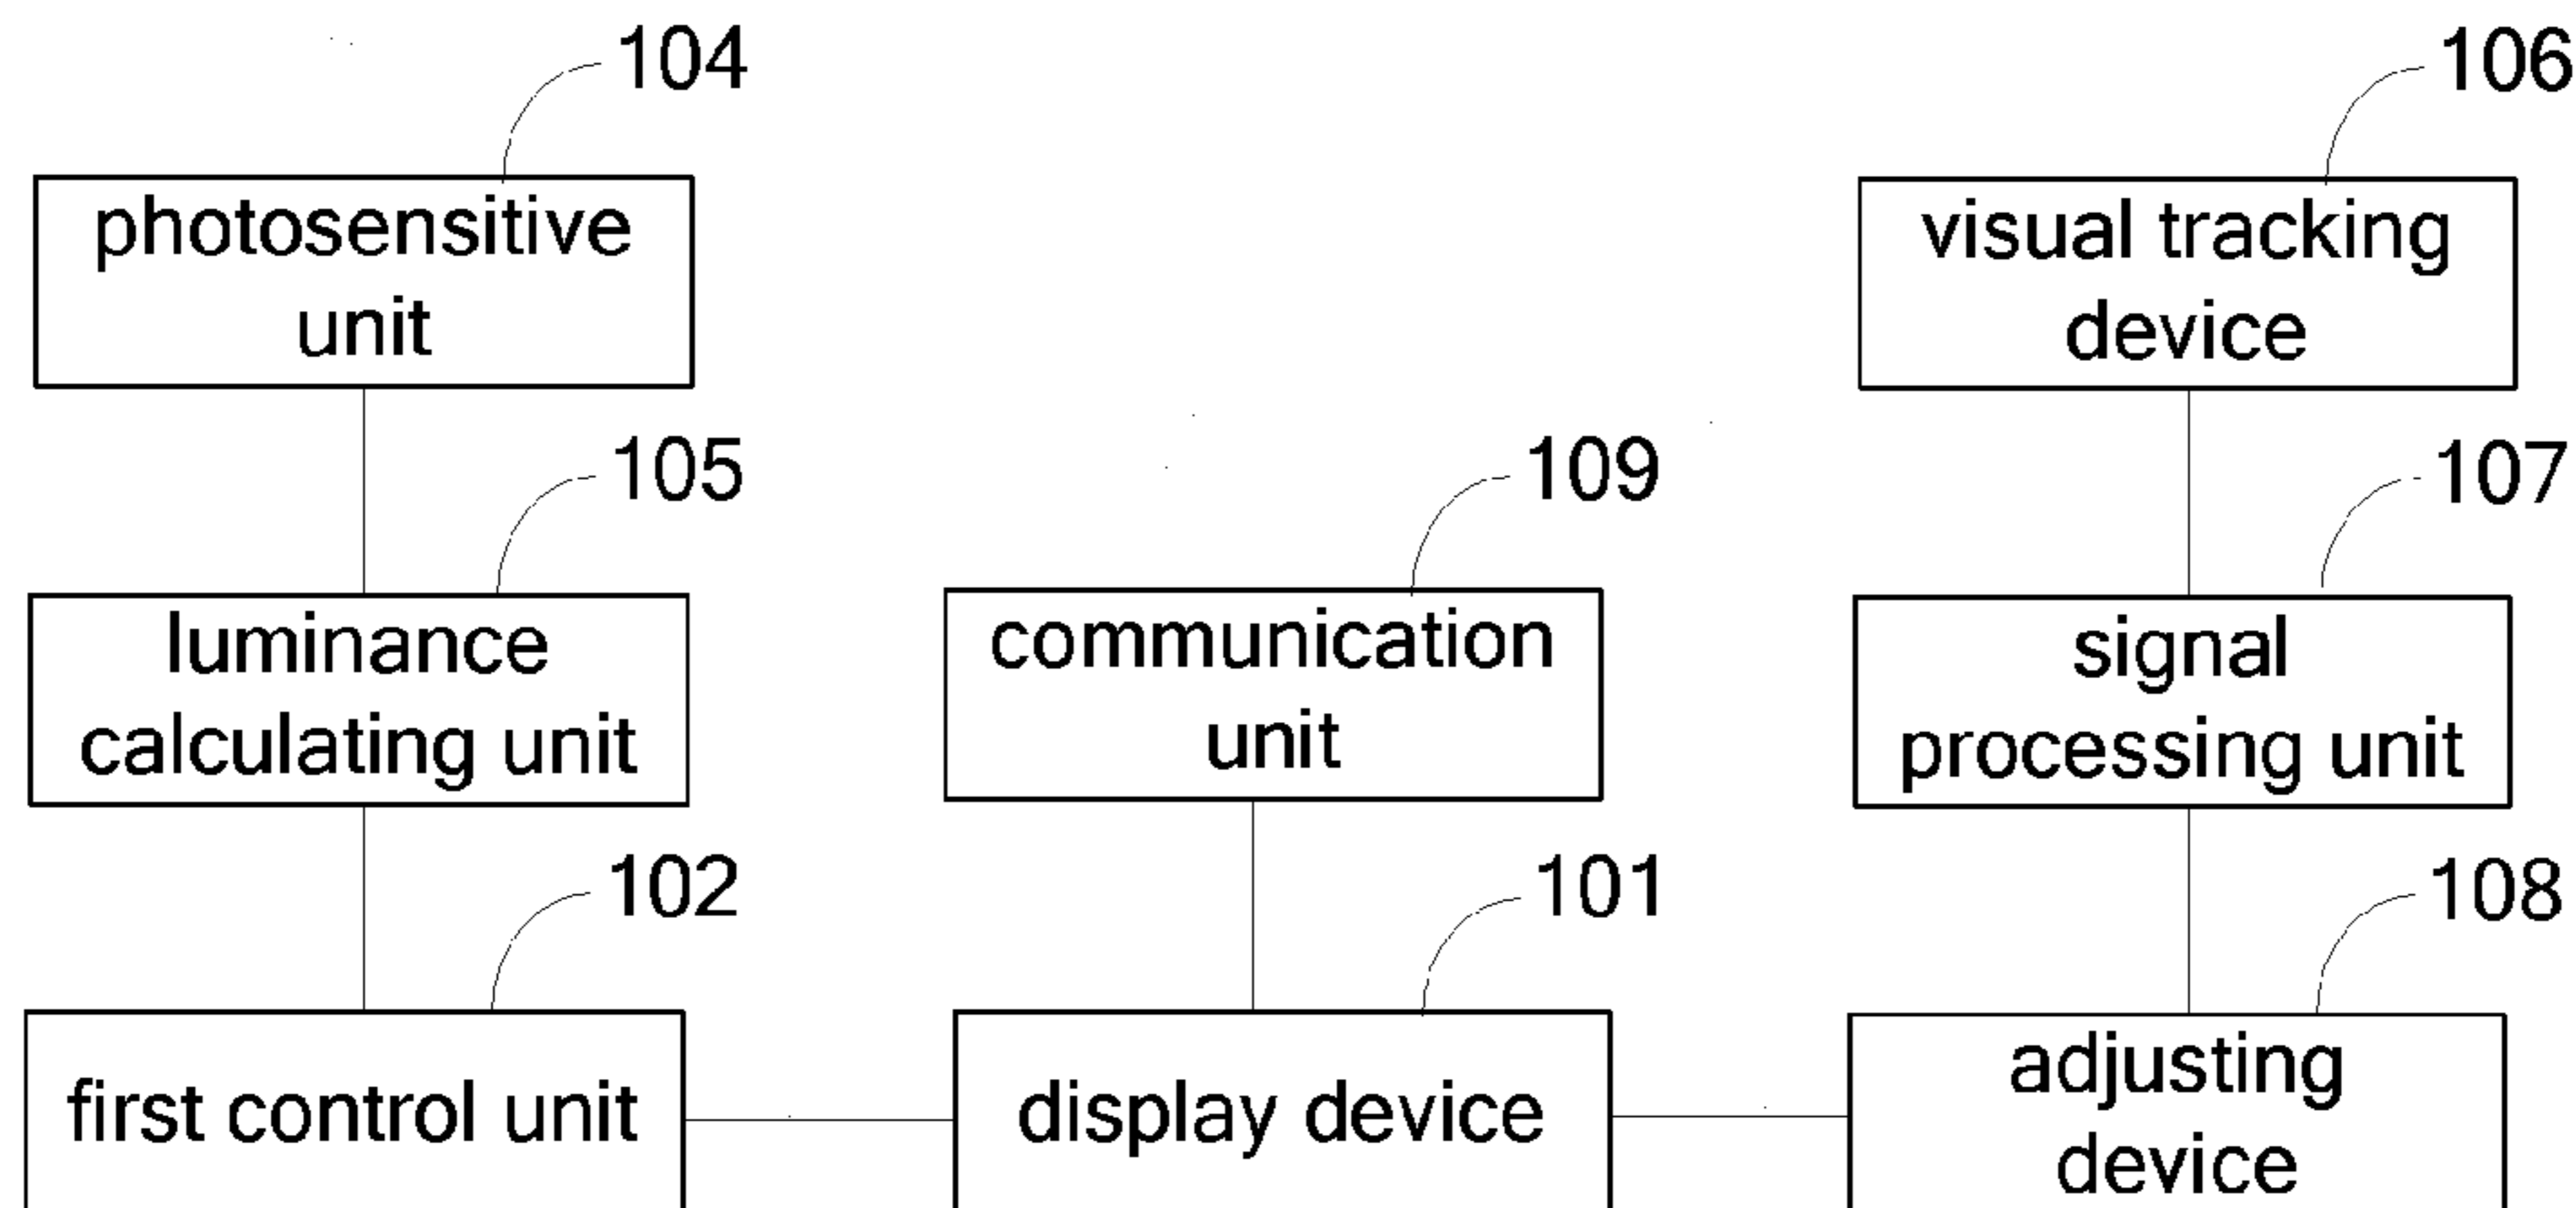 104
106
photosensitive
unit
visual tracking
device
105
109
107
luminance
calculating unit
communication
unit
signal
processing unit
102
101
108
first control unit
display device
adjusting
device